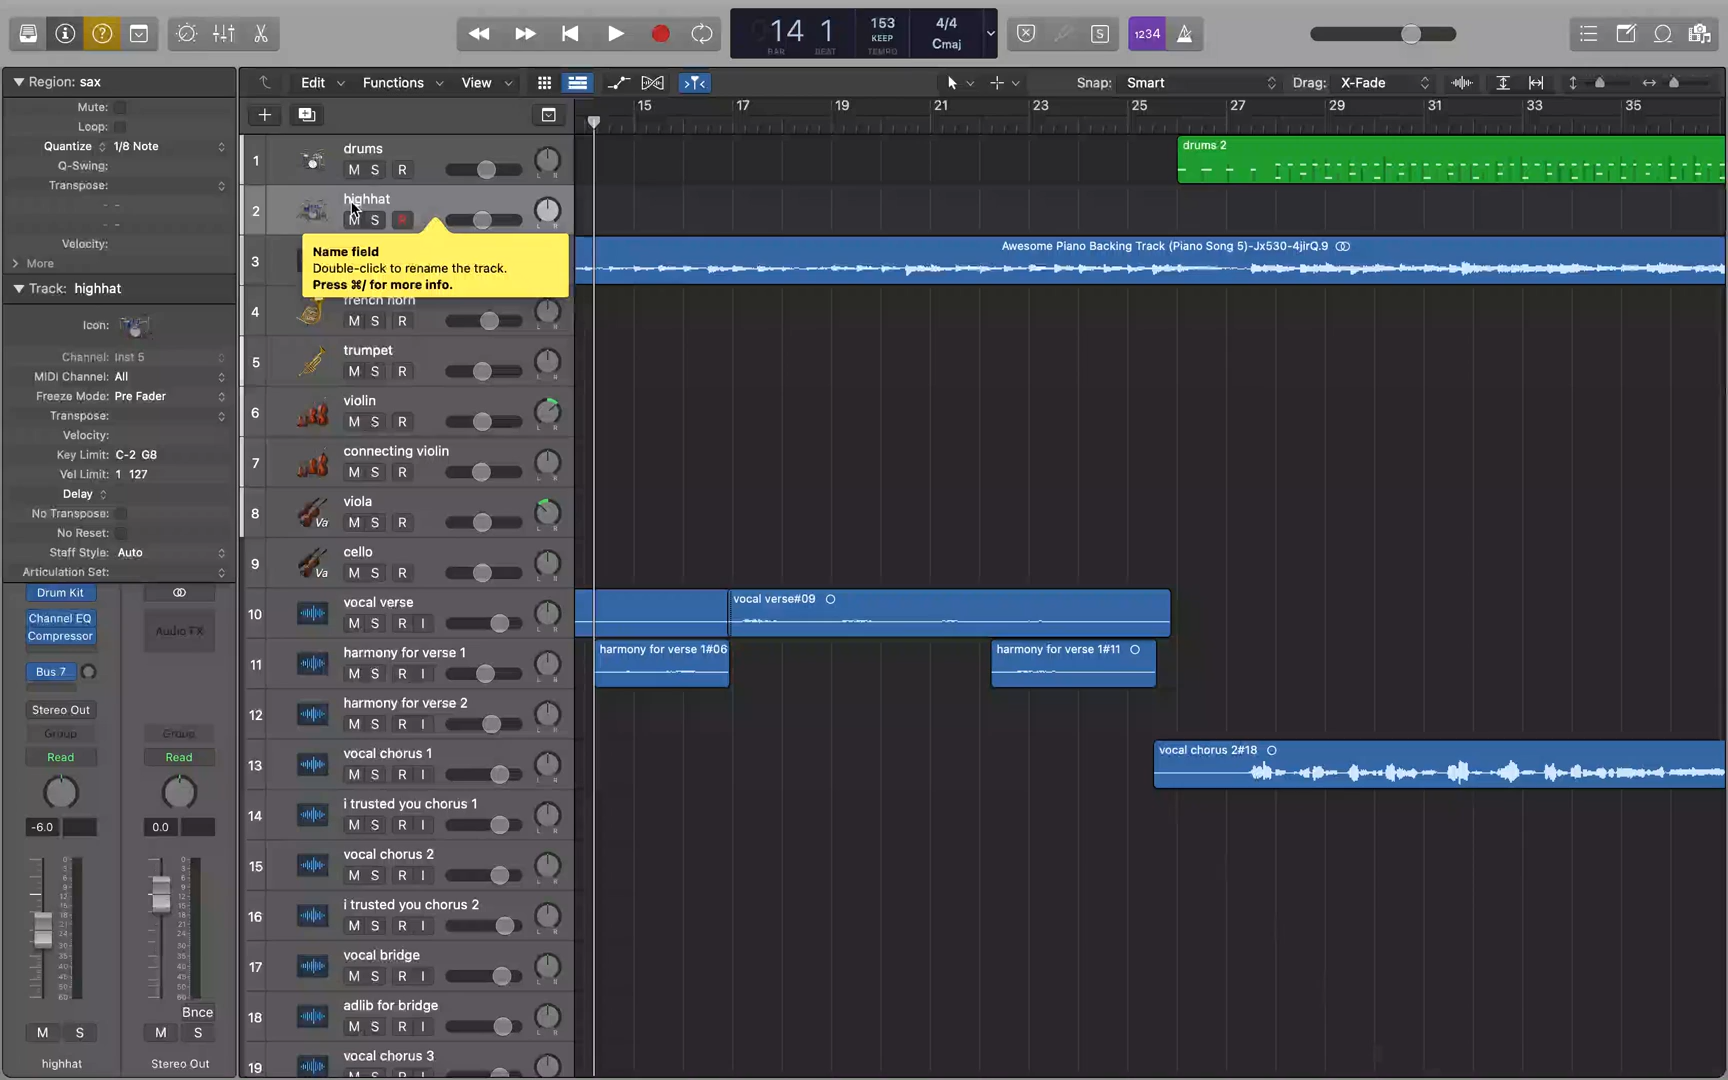 14 1
BAR BEAT
153
KEEP
TEMPO
4/4
Cmaj
S
1234
Region: sax
Edit
Functions
View
Snap: Smart
Drag: X-Fade
Mute:
Loop:
Quantize 1/8 Note
Q-Swing:
Transpose:
- -
- -
Velocity:
More
Track: highhat
Icon:
Channel: Inst 5
MIDI Channel: All
Freeze Mode: Pre Fader
Transpose:
Velocity:
Key Limit: C-2 G8
Vel Limit: 1 127
Delay
No Transpose:
No Reset:
Staff Style: Auto
Articulation Set:
Drum Kit
Channel EQ
Compressor
Audio FX
Bus 7
Stereo Out
Group
Group
Read
Read
-6.0
0.0
Bnce
M S
M S
highhat
Stereo Out
15 17 19 21 23 25 27 29 31 33 35
1 drums
M S R
2 highhat
M S R
Name field
Double-click to rename the track.
Press ⌘/ for more info.
3
4 french horn
M S R
5 trumpet
M S R
6 violin
M S R
7 connecting violin
M S R
8 viola
M S R
Va
9 cello
M S R
Va
10 vocal verse
M S R I
11 harmony for verse 1
M S R I
12 harmony for verse 2
M S R I
13 vocal chorus 1
M S R I
14 i trusted you chorus 1
M S R I
15 vocal chorus 2
M S R I
16 i trusted you chorus 2
M S R I
17 vocal bridge
M S R I
18 adlib for bridge
M S R I
19 vocal chorus 3
drums 2
Awesome Piano Backing Track (Piano Song 5)-Jx530-4jirQ.9
vocal verse#09
harmony for verse 1#06
harmony for verse 1#11
vocal chorus 2#18